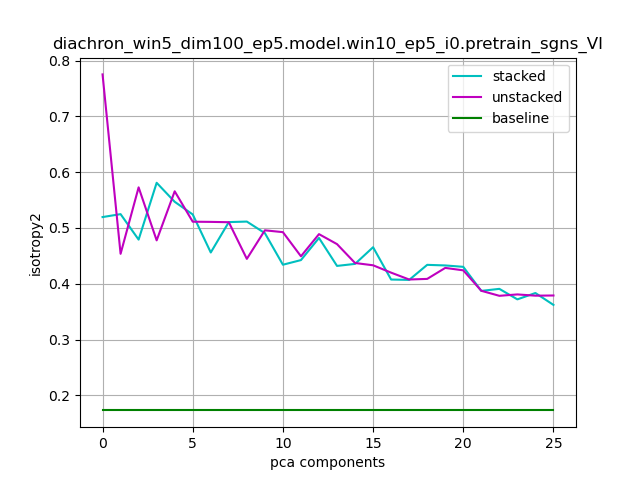 diachron_win5_dim100_ep5.model.win10_ep5_i0.pretrain_sgns_VI
0.8
0.7
0.6
0.5
0.4
0.3
0.2
isotropy2
stacked
unstacked
baseline
0 5 10 15 20 25
pca components